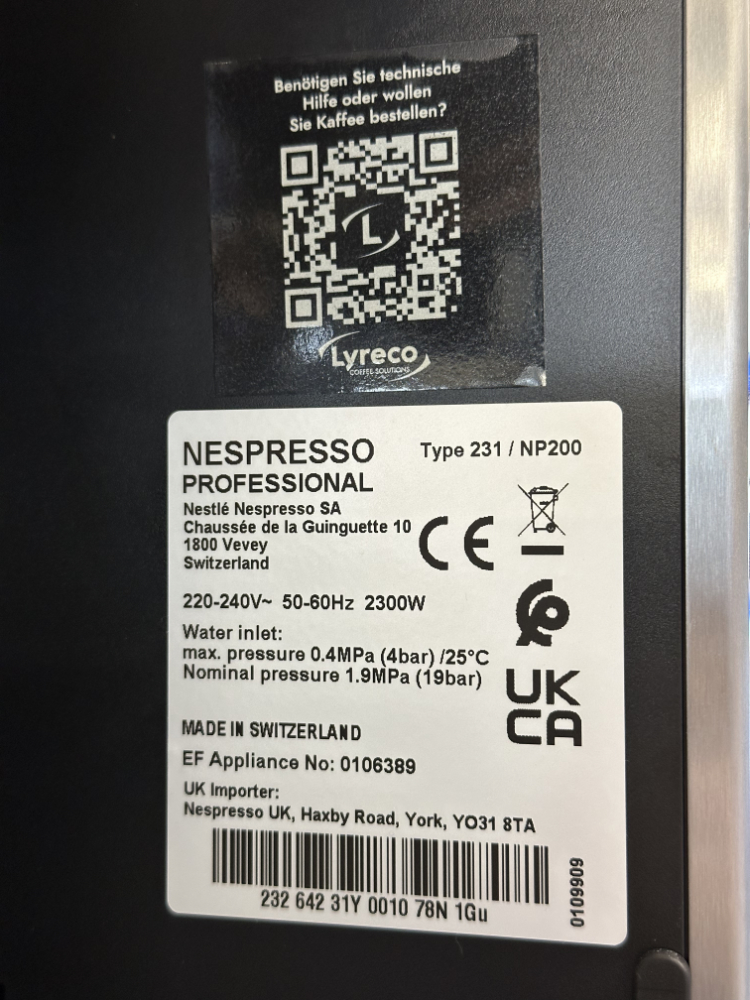 Benötigen Sie technische
Hilfe oder wollen
Sie Kaffee bestellen?
L
Lyreco
COFFEE SOLUTIONS
NESPRESSO
PROFESSIONAL
Type 231 / NP200
Nestlé Nespresso SA
Chaussée de la Guinguette 10
1800 Vevey
Switzerland
CE
220-240V~ 50-60Hz 2300W
Water inlet:
max. pressure 0.4MPa (4bar) /25°C
Nominal pressure 1.9MPa (19bar)
UK
CA
MADE IN SWITZERLAND
EF Appliance No: 0106389
UK Importer:
Nespresso UK, Haxby Road, York, YO31 8TA
232 642 31Y 0010 78N 1Gu
0109909